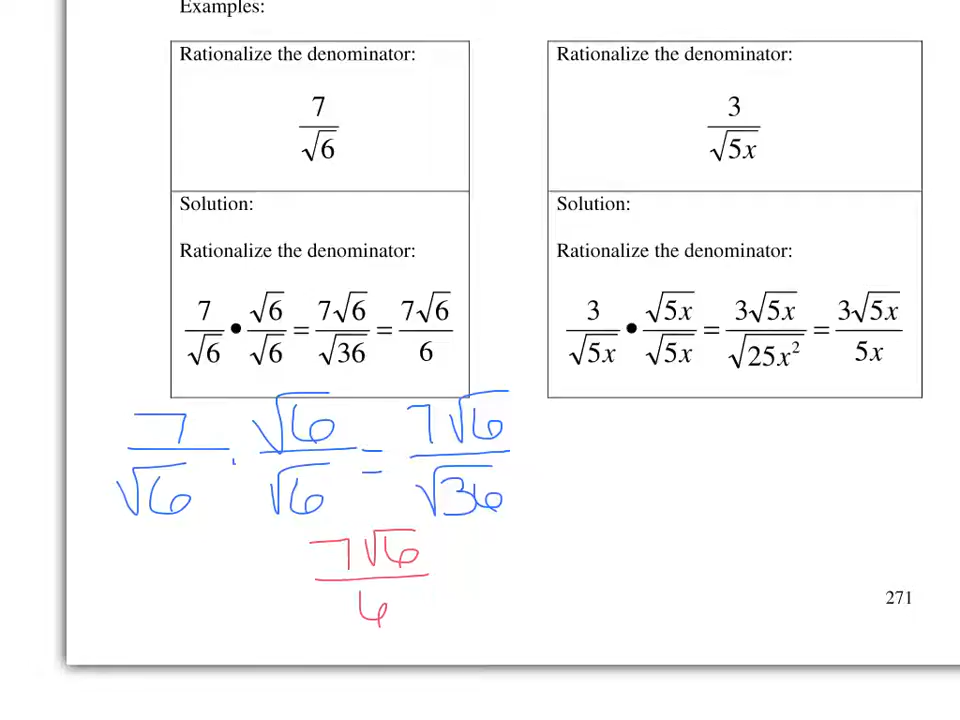 Examples:
Rationalize the denominator:
7/√6
Solution:
Rationalize the denominator:
7/√6 • √6/√6 = 7√6/√36 = 7√6/6
Rationalize the denominator:
3/√5x
Solution:
Rationalize the denominator:
3/√5x • √5x/√5x = 3√5x/√25x² = 3√5x/5x
7/√6 · √6/√6 = 7√6/√36
7√6/6
271